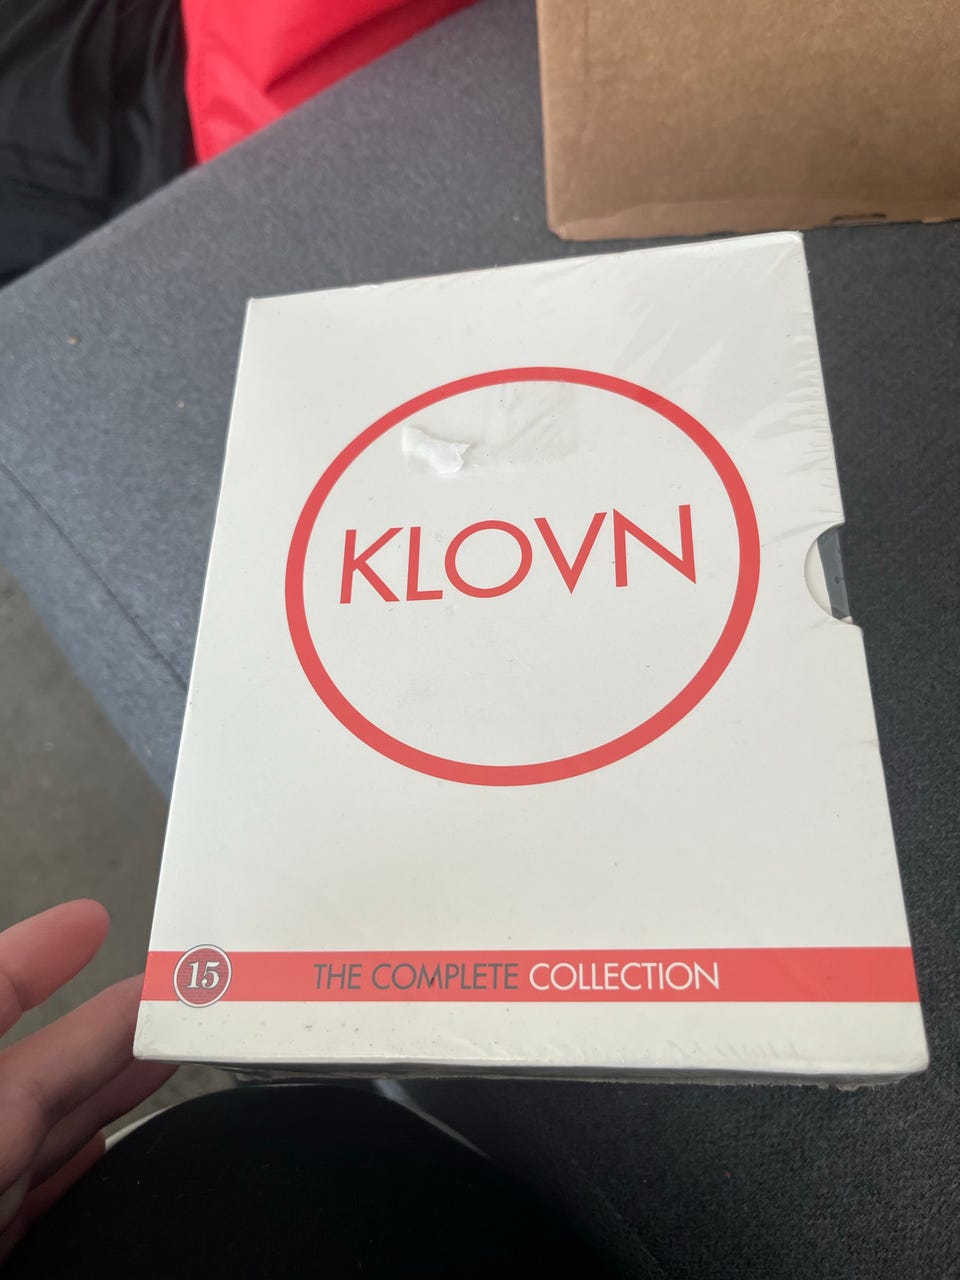 KLOVN
15 THE COMPLETE COLLECTION